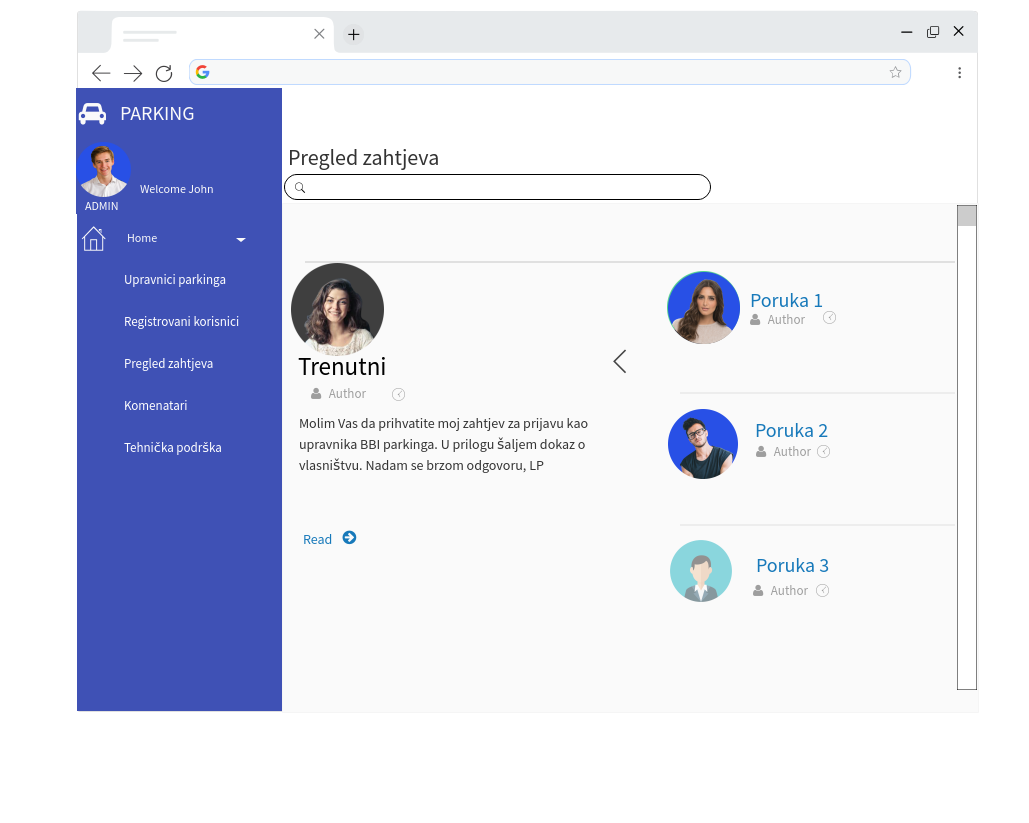 PARKING
Welcome John
ADMIN
Home
Upravnici parkinga
Registrovani korisnici
Pregled zahtjeva
Komenatari
Tehnička podrška
Pregled zahtjeva
Trenutni
Author
Molim Vas da prihvatite moj zahtjev za prijavu kao
upravnika BBI parkinga. U prilogu šaljem dokaz o
vlasništvu. Nadam se brzom odgovoru, LP
Read
Poruka 1
Author
Poruka 2
Author
Poruka 3
Author